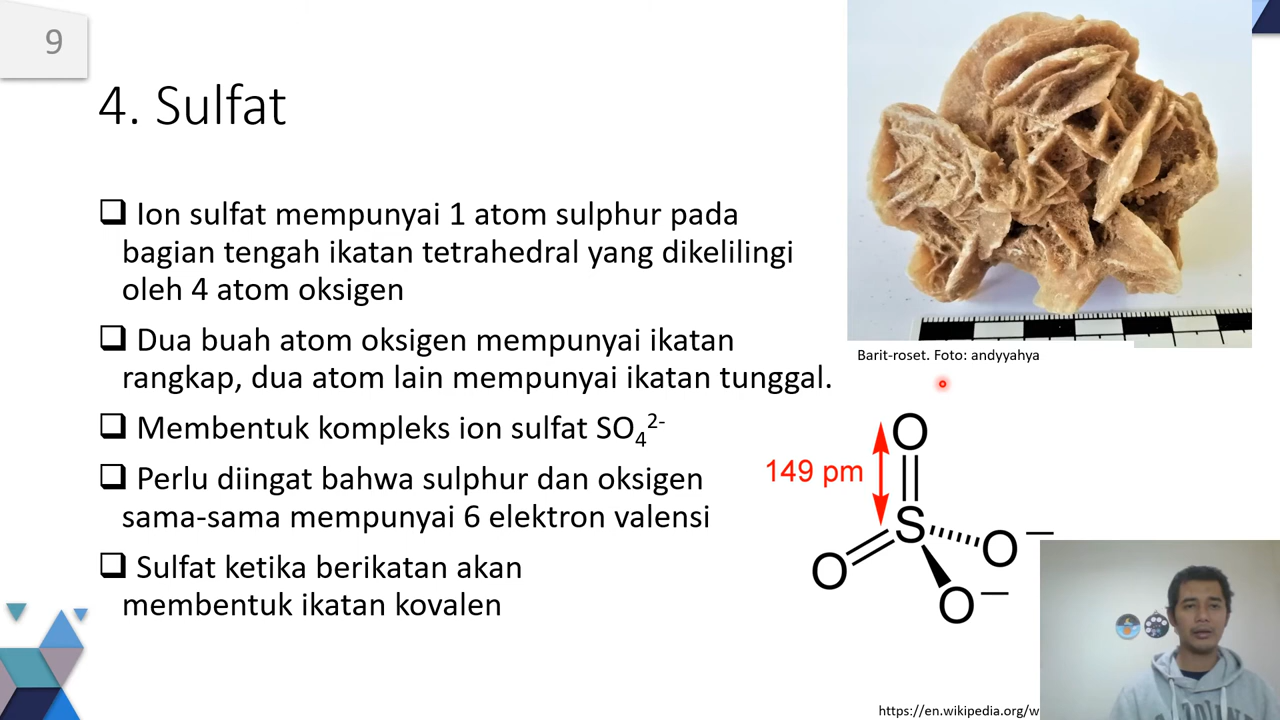 9
4. Sulfat
❑ Ion sulfat mempunyai 1 atom sulphur pada
bagian tengah ikatan tetrahedral yang dikelilingi
oleh 4 atom oksigen
❑ Dua buah atom oksigen mempunyai ikatan
rangkap, dua atom lain mempunyai ikatan tunggal.
❑ Membentuk kompleks ion sulfat SO₄²⁻
❑ Perlu diingat bahwa sulphur dan oksigen
sama-sama mempunyai 6 elektron valensi
❑ Sulfat ketika berikatan akan
membentuk ikatan kovalen
Barit-roset. Foto: andyyahya
O
149 pm
S
O –
O
O –
https://en.wikipedia.org/w